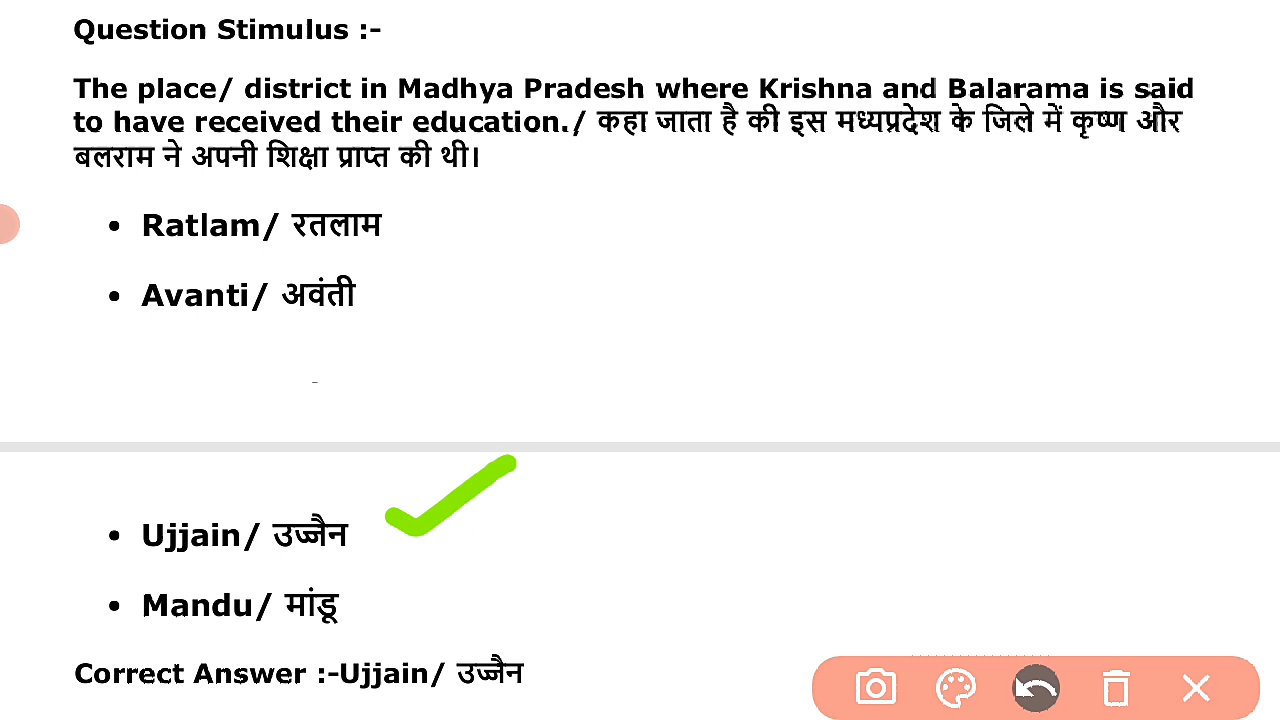 Question Stimulus :-
The place/ district in Madhya Pradesh where Krishna and Balarama is said
to have received their education./ कहा जाता है की इस मध्यप्रदेश के जिले में कृष्ण और
बलराम ने अपनी शिक्षा प्राप्त की थी।
• Ratlam/ रतलाम
• Avanti/ अवंती
• Ujjain/ उज्जैन
• Mandu/ मांडू
Correct Answer :-Ujjain/ उज्जैन